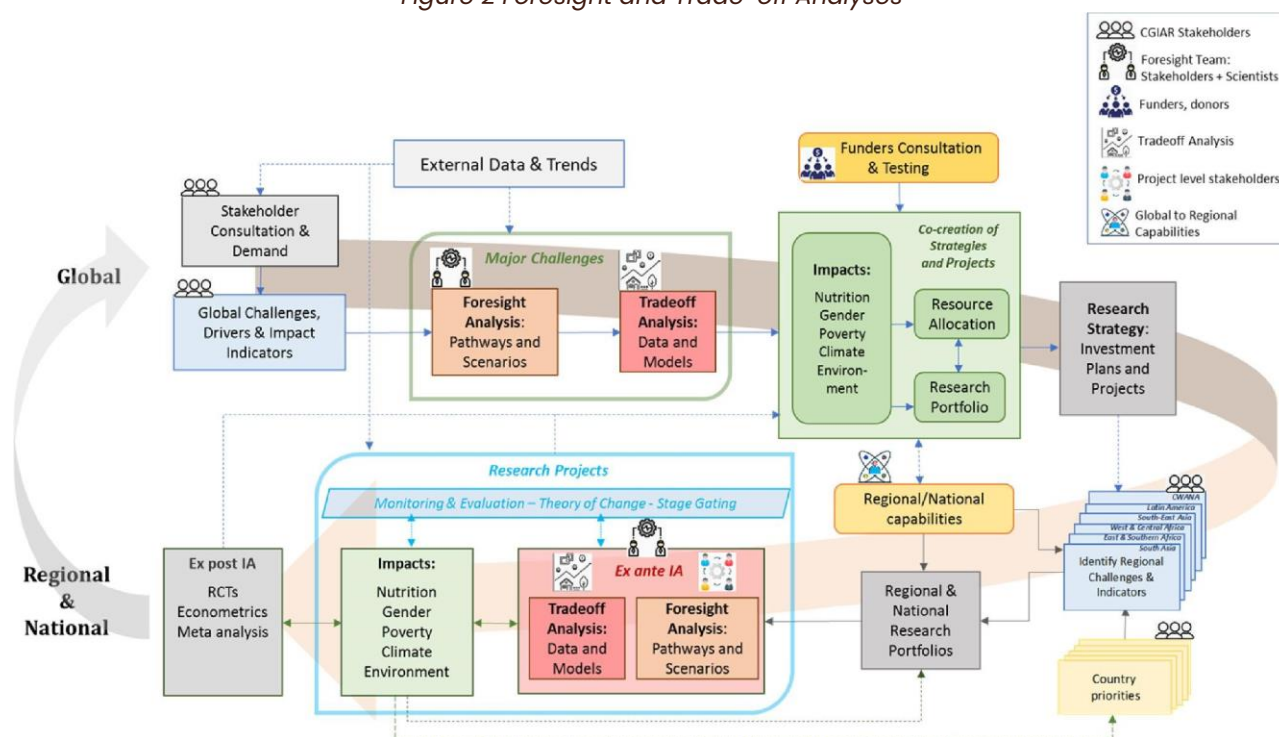 Figure 2 Foresight and Trade-off Analyses
CGIAR Stakeholders
Foresight Team:
Stakeholders + Scientists
Funders, donors
Tradeoff Analysis
Project level stakeholders
Global to Regional
Capabilities
External Data & Trends
Funders Consultation
& Testing
Stakeholder
Consultation &
Demand
Global
Global Challenges,
Drivers & Impact
Indicators
Major Challenges
Foresight
Analysis:
Pathways and
Scenarios
Tradeoff
Analysis:
Data and
Models
Co-creation of
Strategies
and Projects
Impacts:
Nutrition
Gender
Poverty
Climate
Environ-
ment
Resource
Allocation
Research
Portfolio
Research
Strategy:
Investment
Plans and
Projects
Research Projects
Monitoring & Evaluation – Theory of Change - Stage Gating
Regional/National
capabilities
CWANA
Latin America
South-East Asia
West & Central Africa
East & Southern Africa
South Asia
Identify Regional
Challenges &
Indicators
Regional
&
National
Ex post IA
RCTs
Econometrics
Meta analysis
Impacts:
Nutrition
Gender
Poverty
Climate
Environment
Ex ante IA
Tradeoff
Analysis:
Data and
Models
Foresight
Analysis:
Pathways and
Scenarios
Regional &
National
Research
Portfolios
Country
priorities